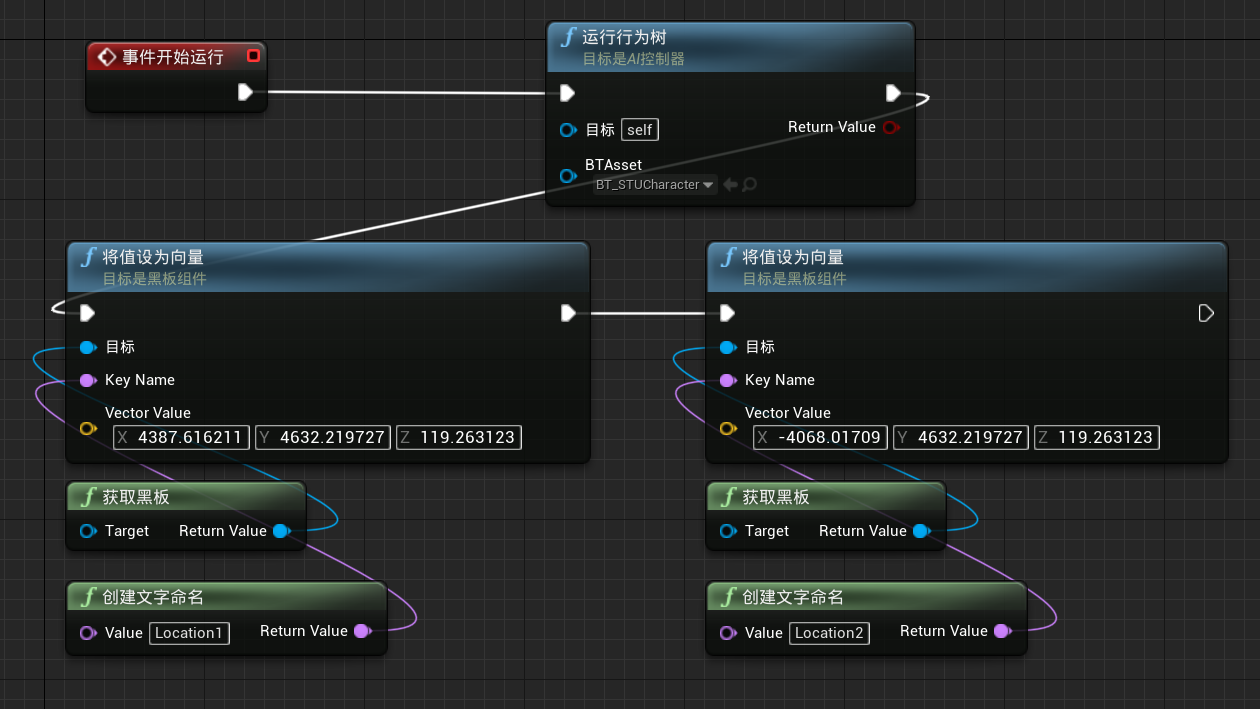 事件开始运行
f 运行行为树
目标是AI控制器
目标 self
Return Value
BTAsset
BT_STUCharacter
f 将值设为向量
目标是黑板组件
目标
Key Name
Vector Value
X 4387.616211 Y 4632.219727 Z 119.263123
f 获取黑板
Target Return Value
f 创建文字命名
Value Location1 Return Value
f 将值设为向量
目标是黑板组件
目标
Key Name
Vector Value
X -4068.01709 Y 4632.219727 Z 119.263123
f 获取黑板
Target Return Value
f 创建文字命名
Value Location2 Return Value